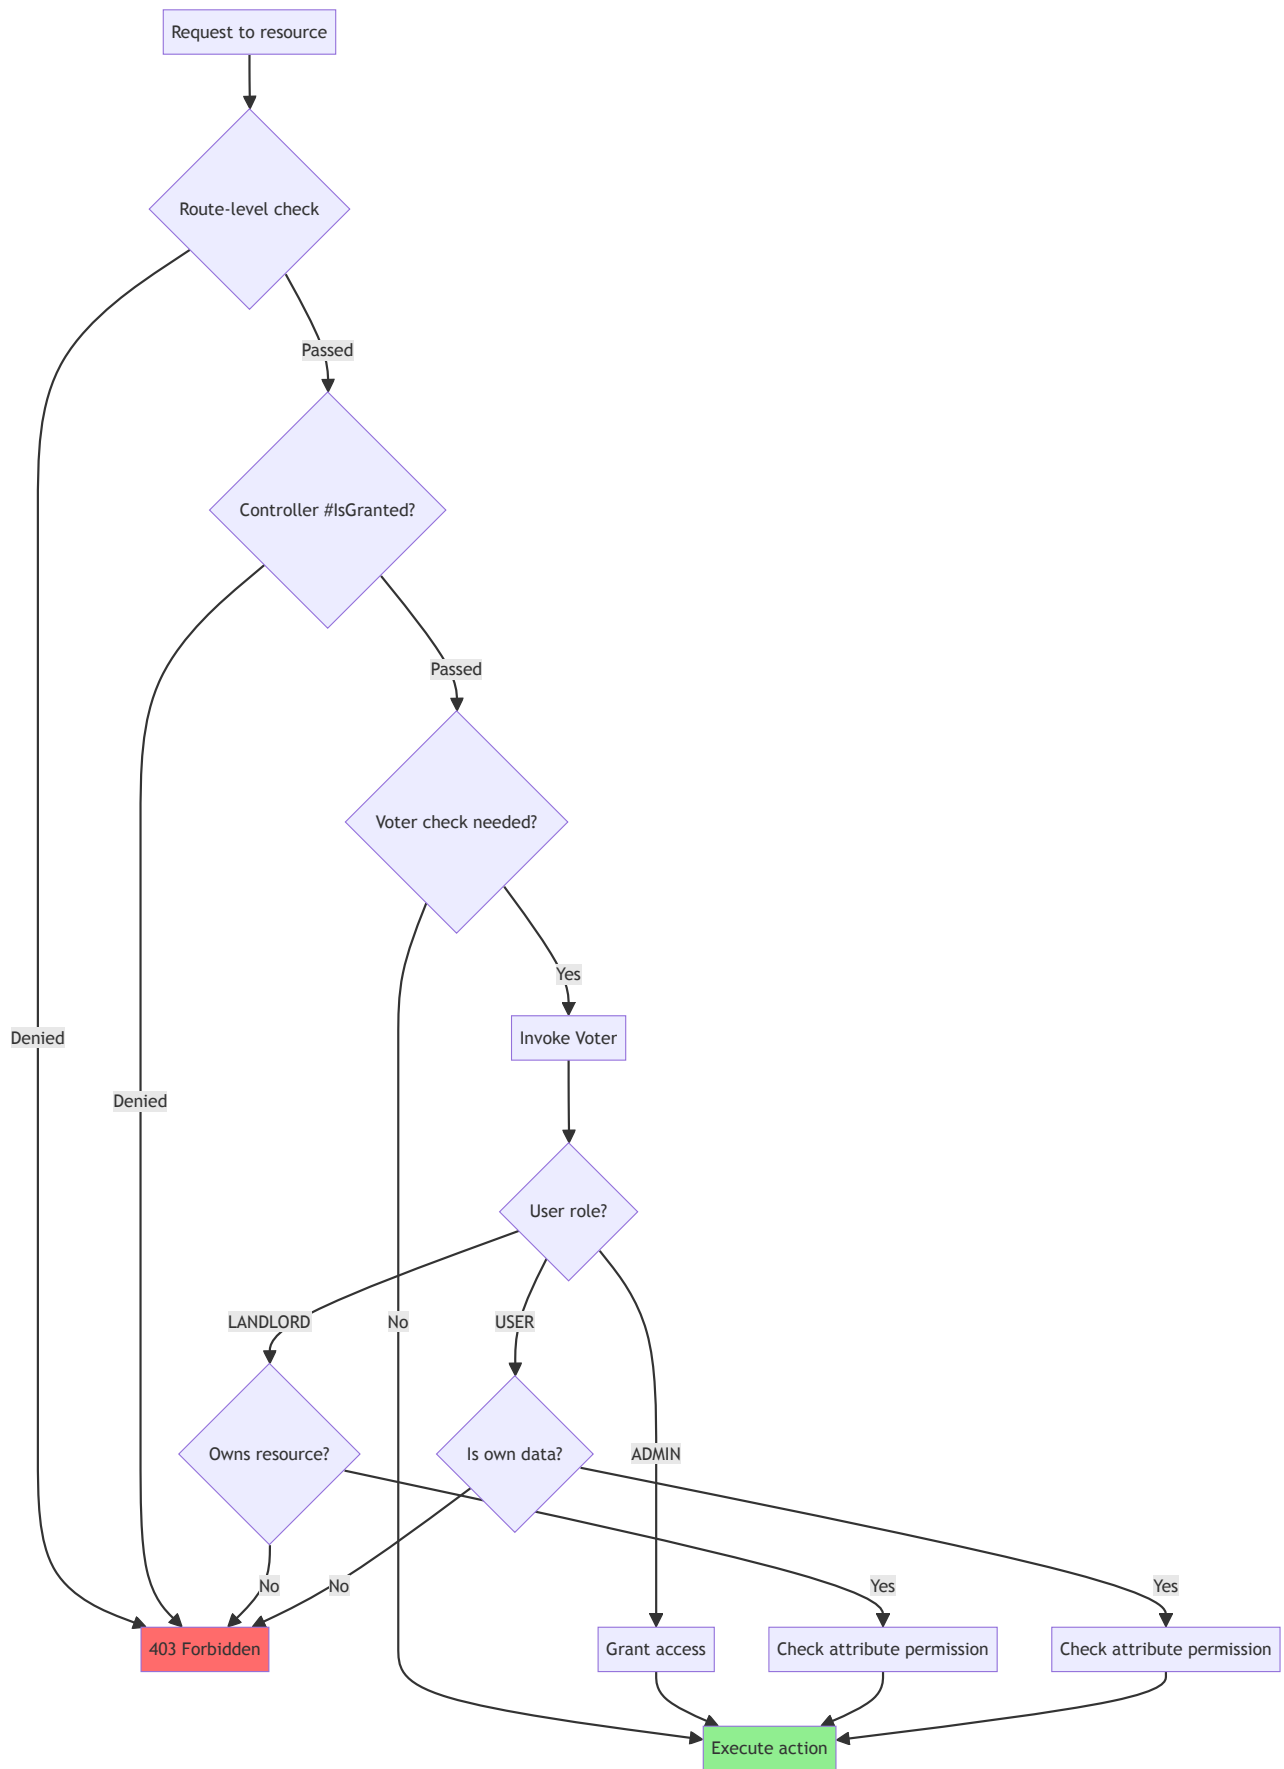 Request to resource
Route-level check
Passed
Controller #IsGranted?
Passed
Voter check needed?
Yes
Invoke Voter
Denied
Denied
User role?
LANDLORD
No
USER
ADMIN
Owns resource?
Is own data?
No
No
Yes
Yes
403 Forbidden
Grant access
Check attribute permission
Check attribute permission
Execute action